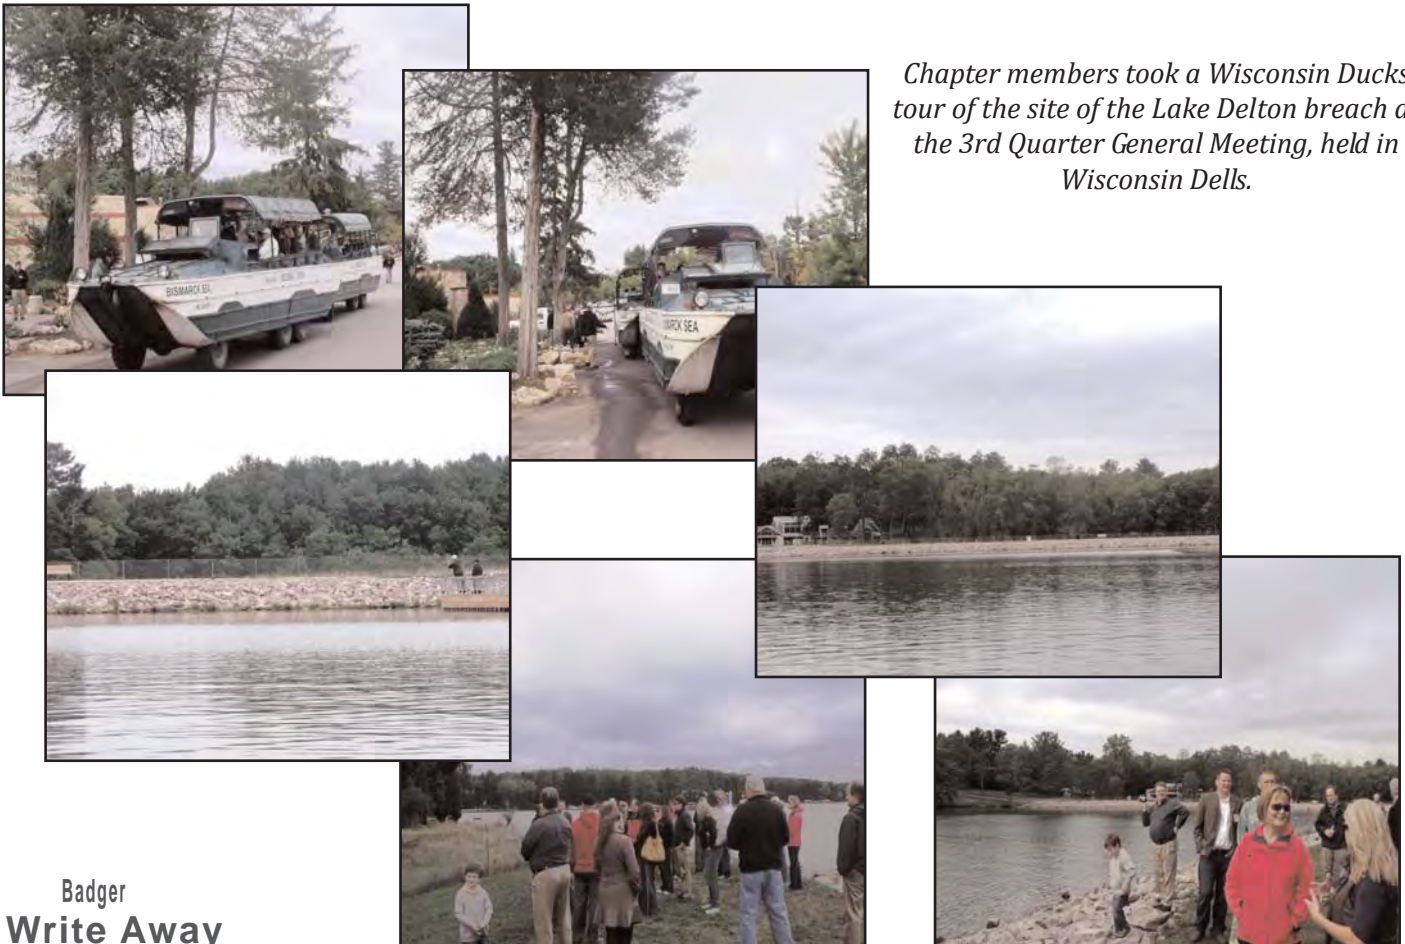 Chapter members took a Wisconsin Ducks
tour of the site of the Lake Delton breach
the 3rd Quarter General Meeting, held in
Wisconsin Dells.
BISMARCK SEA
MARCK SEA
Badger
Write Away